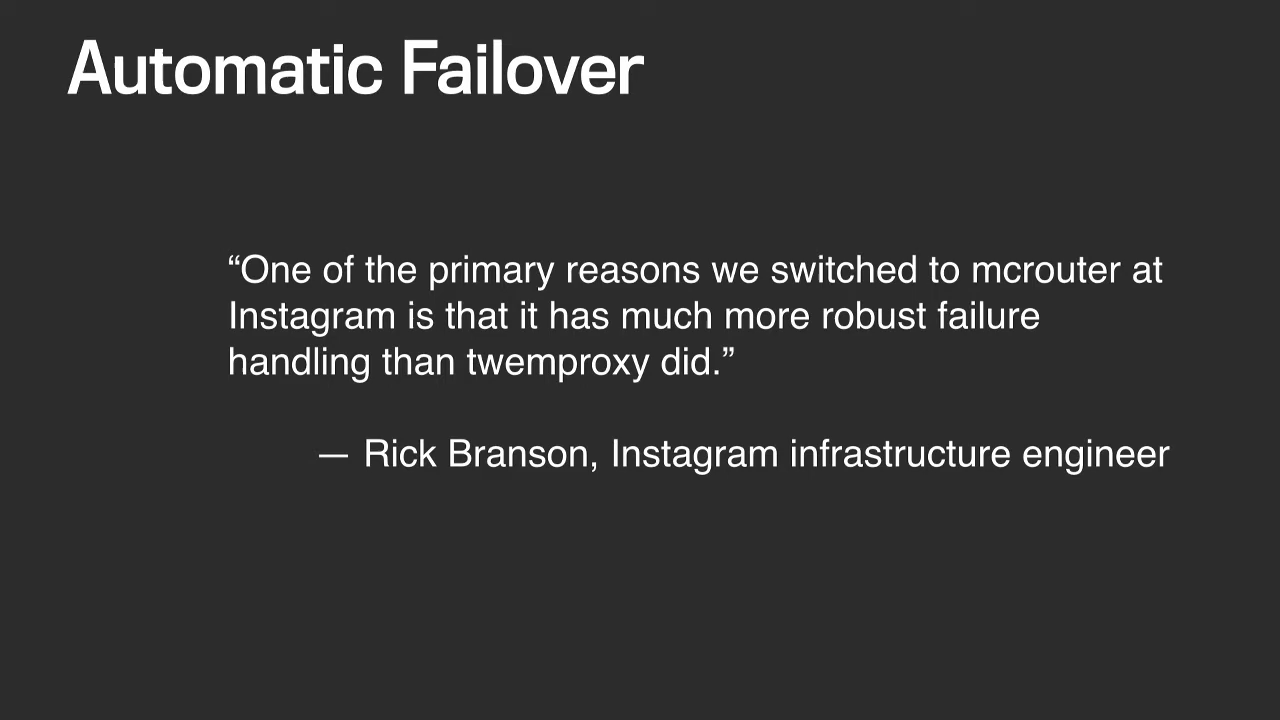 Automatic Failover
“One of the primary reasons we switched to mcrouter at
Instagram is that it has much more robust failure
handling than twemproxy did.”
— Rick Branson, Instagram infrastructure engineer